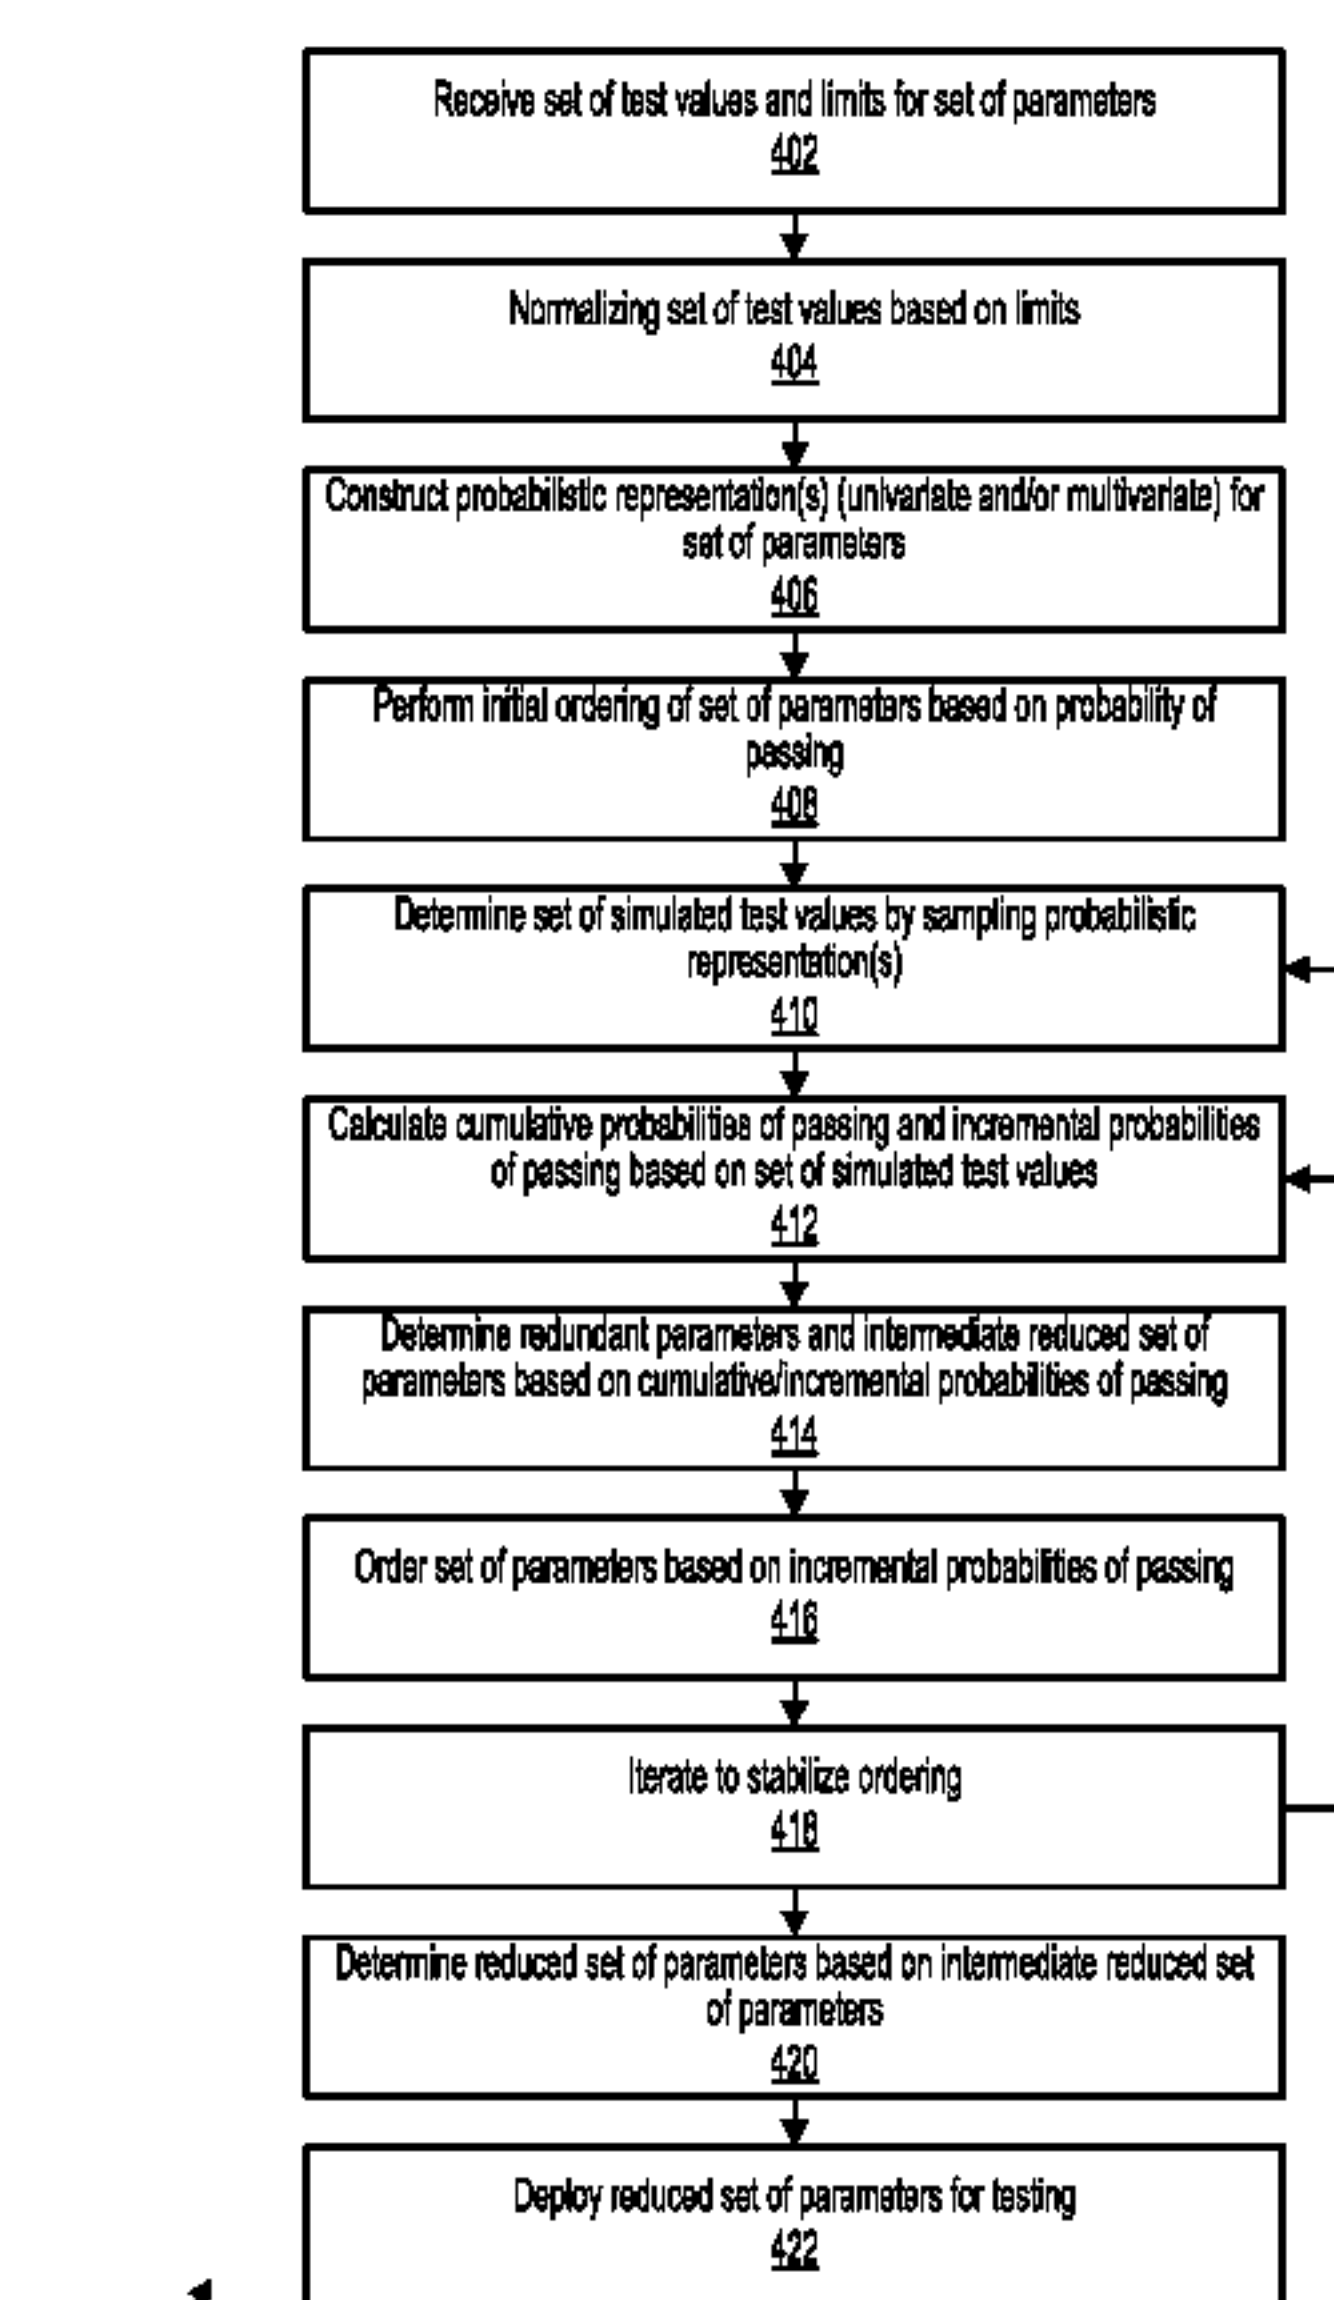 Receive set of test values and limits for set of parameters
402
Normalizing set of test values based on limits
404
Construct probabilistic representation(s) (univariate and/or multivariate) for
set of parameters
406
Perform initial ordering of set of parameters based on probability of
passing
408
Determine set of simulated test values by sampling probabilistic
representation(s)
410
Calculate cumulative probabilities of passing and incremental probabilities
of passing based on set of simulated test values
412
Determine redundant parameters and intermediate reduced set of
parameters based on cumulative/incremental probabilities of passing
414
Order set of parameters based on incremental probabilities of passing
416
Iterate to stabilize ordering
418
Determine reduced set of parameters based on intermediate reduced set
of parameters
420
Deploy reduced set of parameters for testing
422